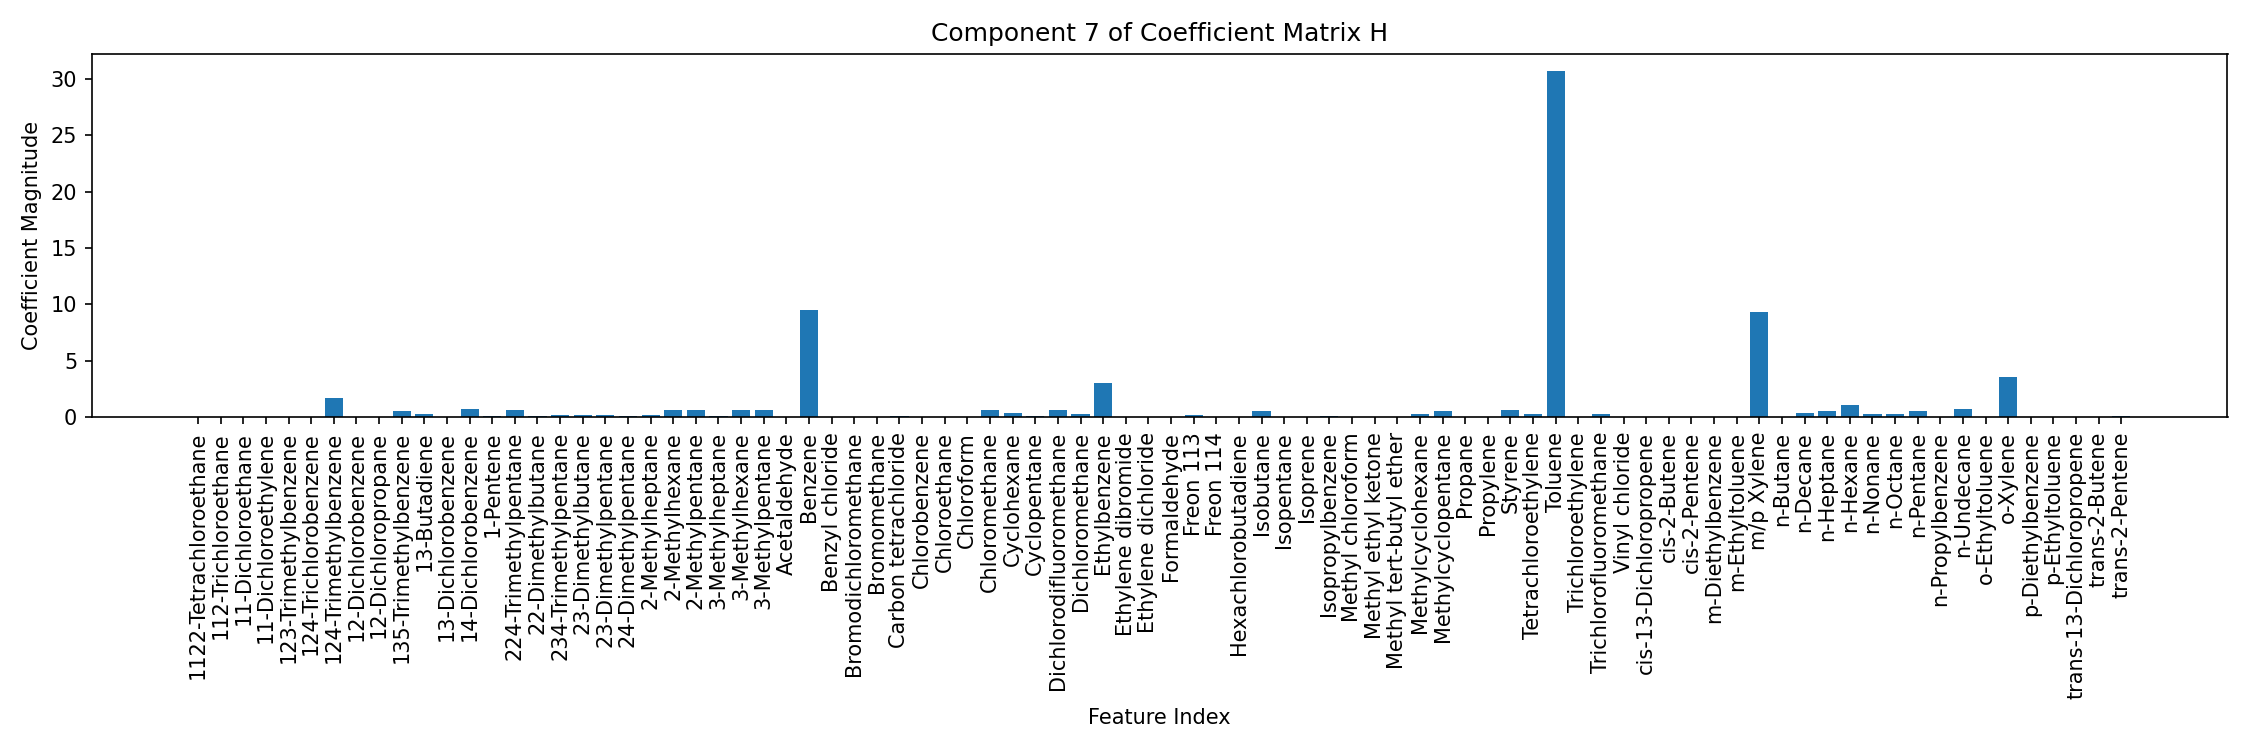 Component 7 of Coefficient Matrix H
Coefficient Magnitude
30
25
20
15
10
5
0
1122-Tetrachloroethane
112-Trichloroethane
11-Dichloroethane
11-Dichloroethylene
123-Trimethylbenzene
124-Trichlorobenzene
124-Trimethylbenzene
12-Dichlorobenzene
12-Dichloropropane
135-Trimethylbenzene
13-Butadiene
13-Dichlorobenzene
14-Dichlorobenzene
1-Pentene
224-Trimethylpentane
22-Dimethylbutane
234-Trimethylpentane
23-Dimethylbutane
23-Dimethylpentane
24-Dimethylpentane
2-Methylheptane
2-Methylhexane
2-Methylpentane
3-Methylheptane
3-Methylhexane
3-Methylpentane
Acetaldehyde
Benzene
Benzyl chloride
Bromodichloromethane
Bromomethane
Carbon tetrachloride
Chlorobenzene
Chloroethane
Chloroform
Chloromethane
Cyclohexane
Cyclopentane
Dichlorodifluoromethane
Dichloromethane
Ethylbenzene
Ethylene dibromide
Ethylene dichloride
Formaldehyde
Freon 113
Freon 114
Hexachlorobutadiene
Isobutane
Isopentane
Isoprene
Isopropylbenzene
Methyl chloroform
Methyl ethyl ketone
Methyl tert-butyl ether
Methylcyclohexane
Methylcyclopentane
Propane
Propylene
Styrene
Tetrachloroethylene
Toluene
Trichloroethylene
Trichlorofluoromethane
Vinyl chloride
cis-13-Dichloropropene
cis-2-Butene
cis-2-Pentene
m-Diethylbenzene
m-Ethyltoluene
m/p Xylene
n-Butane
n-Decane
n-Heptane
n-Hexane
n-Nonane
n-Octane
n-Pentane
n-Propylbenzene
n-Undecane
o-Ethyltoluene
o-Xylene
p-Diethylbenzene
p-Ethyltoluene
trans-13-Dichloropropene
trans-2-Butene
trans-2-Pentene
Feature Index